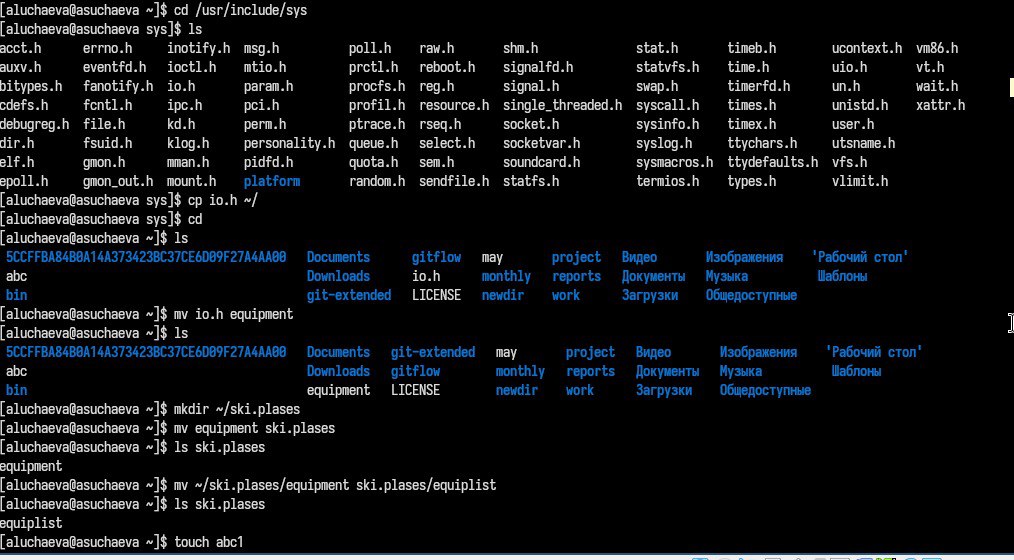 [aluchaeva@asuchaeva ~]$ cd /usr/include/sys
[aluchaeva@asuchaeva sys]$ ls
acct.h errno.h inotify.h msg.h poll.h raw.h shm.h stat.h timeb.h ucontext.h vm86.h
auxv.h eventfd.h ioctl.h mtio.h prctl.h reboot.h signalfd.h statvfs.h time.h uio.h vt.h
bitypes.h fanotify.h io.h param.h procfs.h reg.h signal.h swap.h timerfd.h un.h wait.h
cdefs.h fcntl.h ipc.h pci.h profil.h resource.h single_threaded.h syscall.h times.h unistd.h xattr.h
debugreg.h file.h kd.h perm.h ptrace.h rseq.h socket.h sysinfo.h timex.h user.h
dir.h fsuid.h klog.h personality.h queue.h select.h socketvar.h syslog.h ttychars.h utsname.h
elf.h gmon.h mman.h pidfd.h quota.h sem.h soundcard.h sysmacros.h ttydefaults.h vfs.h
epoll.h gmon_out.h mount.h platform random.h sendfile.h statfs.h termios.h types.h vlimit.h
[aluchaeva@asuchaeva sys]$ cp io.h ~/
[aluchaeva@asuchaeva sys]$ cd
[aluchaeva@asuchaeva ~]$ ls
5CCFFBA84B0A14A373423BC37CE6D09F27A4AA00 Documents gitflow may project Видео Изображения 'Рабочий стол'
abc Downloads io.h monthly reports Документы Музыка Шаблоны
bin git-extended LICENSE newdir work Загрузки Общедоступные
[aluchaeva@asuchaeva ~]$ mv io.h equipment
[aluchaeva@asuchaeva ~]$ ls
5CCFFBA84B0A14A373423BC37CE6D09F27A4AA00 Documents git-extended may project Видео Изображения 'Рабочий стол'
abc Downloads gitflow monthly reports Документы Музыка Шаблоны
bin equipment LICENSE newdir work Загрузки Общедоступные
[aluchaeva@asuchaeva ~]$ mkdir ~/ski.plases
[aluchaeva@asuchaeva ~]$ mv equipment ski.plases
[aluchaeva@asuchaeva ~]$ ls ski.plases
equipment
[aluchaeva@asuchaeva ~]$ mv ~/ski.plases/equipment ski.plases/equiplist
[aluchaeva@asuchaeva ~]$ ls ski.plases
equiplist
[aluchaeva@asuchaeva ~]$ touch abc1